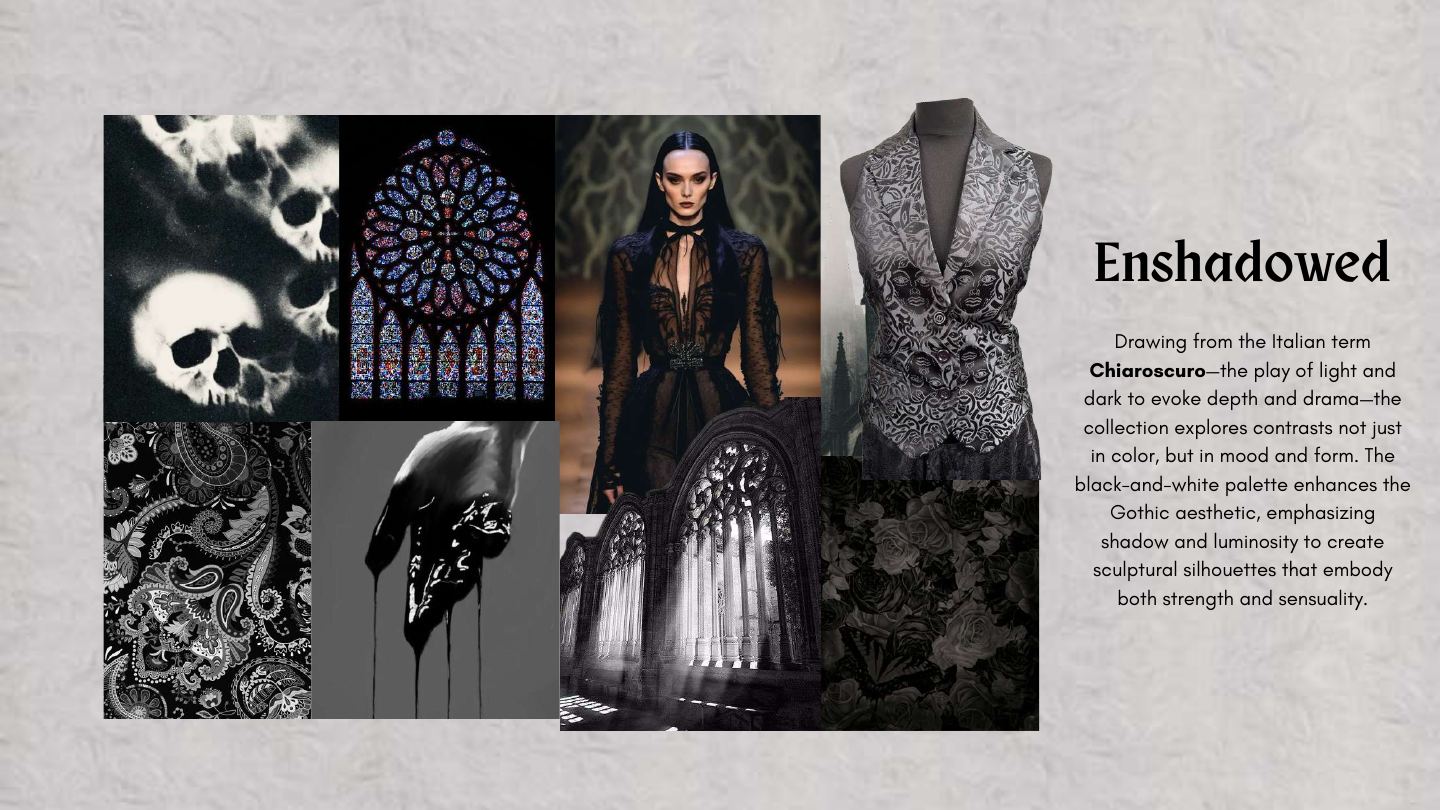 Enshadowed
Drawing from the Italian term
Chiaroscuro—the play of light and
dark to evoke depth and drama—the
collection explores contrasts not just
in color, but in mood and form. The
black-and-white palette enhances the
Gothic aesthetic, emphasizing
shadow and luminosity to create
sculptural silhouettes that embody
both strength and sensuality.